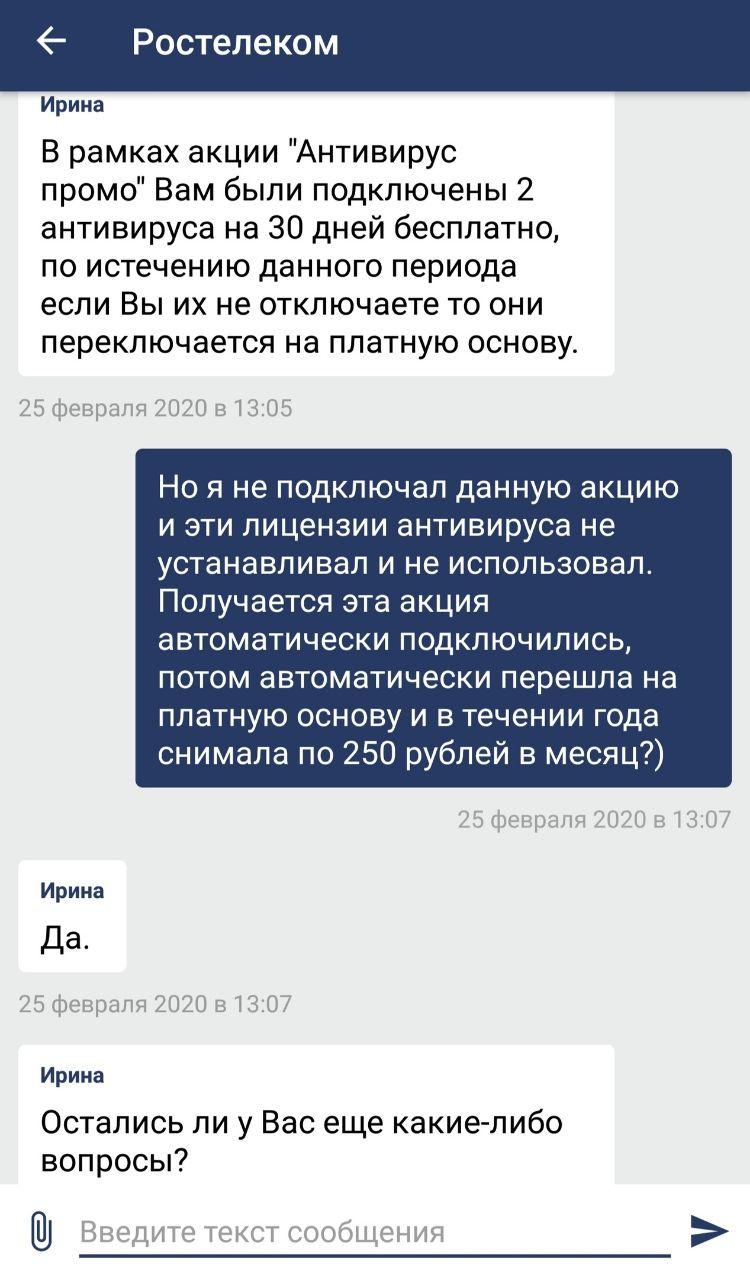 Ростелеком
Ирина
В рамках акции "Антивирус
промо" Вам были подключены 2
антивируса на 30 дней бесплатно,
по истечению данного периода
если Вы их не отключаете то они
переключается на платную основу.
25 февраля 2020 в 13:05
Но я не подключал данную акцию
и эти лицензии антивируса не
устанавливал и не использовал.
Получается эта акция
автоматически подключились,
потом автоматически перешла на
платную основу и в течении года
снимала по 250 рублей в месяц?)
25 февраля 2020 в 13:07
Ирина
Да.
25 февраля 2020 в 13:07
Ирина
Остались ли у Вас еще какие-либо
вопросы?
Введите текст сообщения